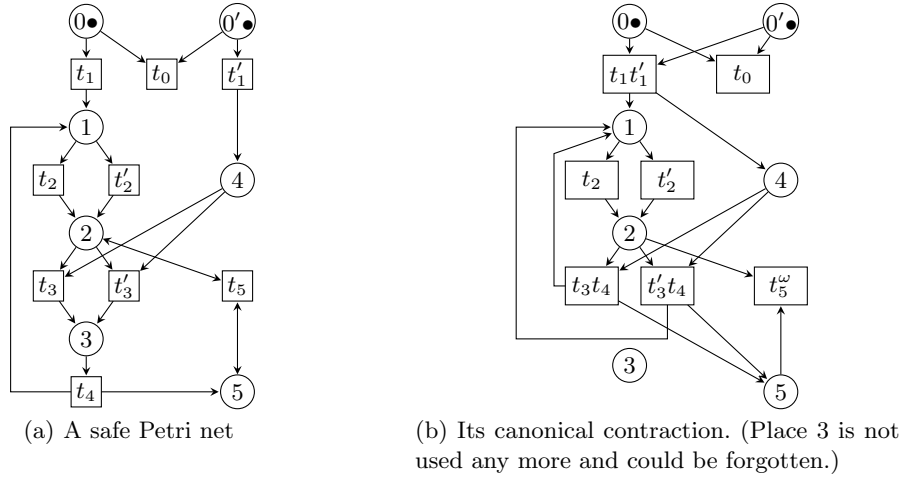 0 0′ 0 0′
t₁ t₀ t′₁ t₁t′₁ t₀
1 1
t₂ t′₂ 4 t₂ t′₂ 4
2 2
t₃ t′₃ t₅ t₃t₄ t′₃t₄ t₅^ω
3 3
t₄ 5 5
(a) A safe Petri net
(b) Its canonical contraction. (Place 3 is not
used any more and could be forgotten.)